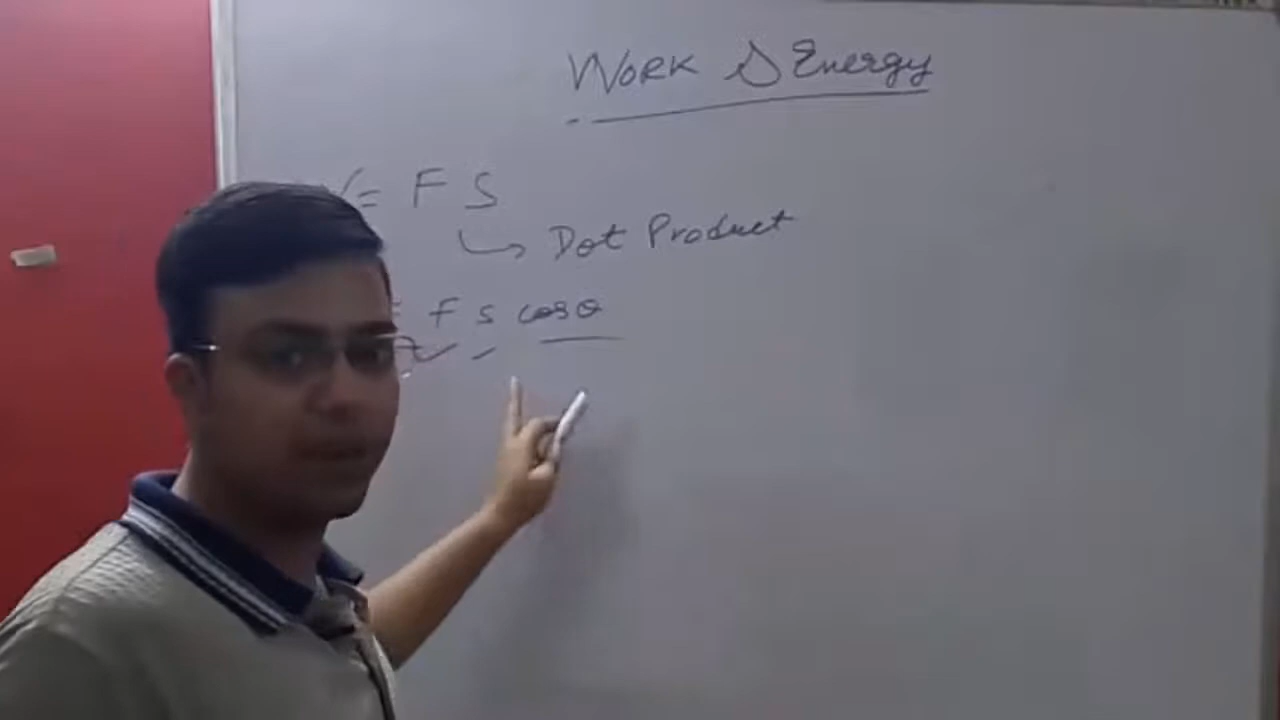 Work & Energy
= F S
↳ Dot Product
F s cosθ